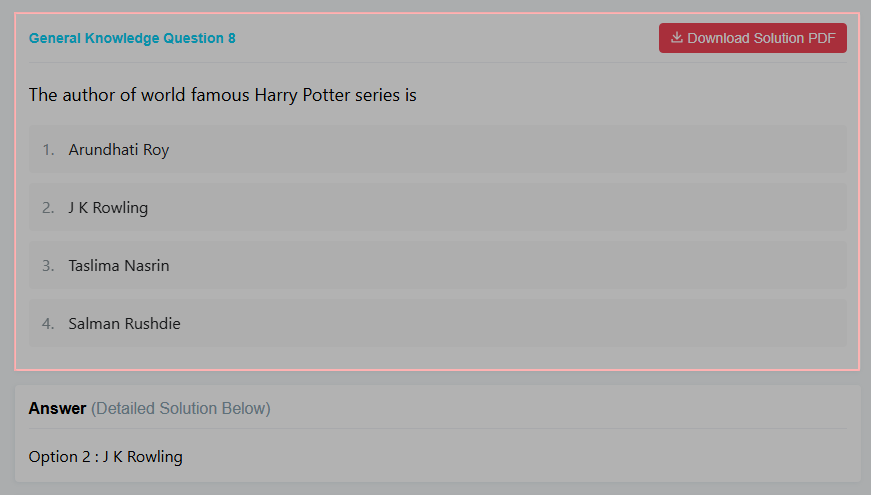 General Knowledge Question 8
Download Solution PDF
The author of world famous Harry Potter series is
1. Arundhati Roy
2. J K Rowling
3. Taslima Nasrin
4. Salman Rushdie
Answer (Detailed Solution Below)
Option 2 : J K Rowling